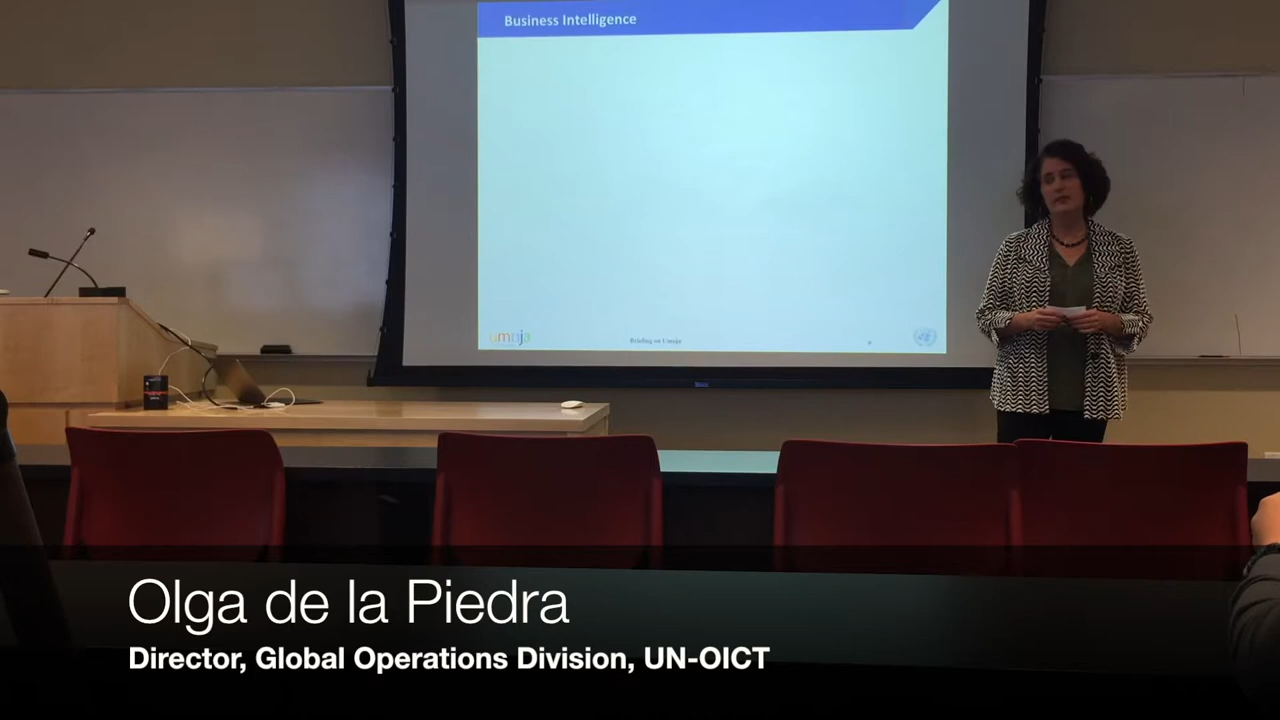 Business Intelligence
umoja
Briefing on Umoja
Olga de la Piedra
Director, Global Operations Division, UN-OICT